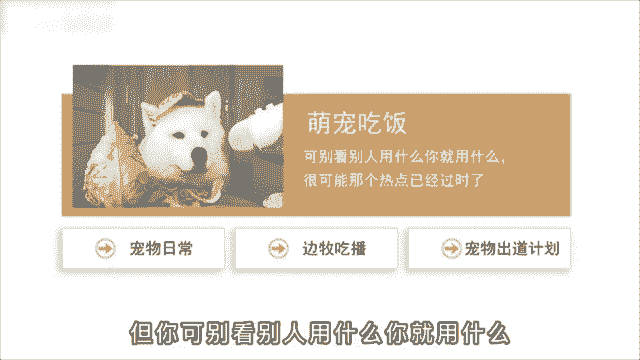 萌宠吃饭
可别看别人用什么你就用什么，
很可能那个热点已经过时了
宠物日常
边牧吃播
宠物出道计划
但你可别看别人用什么你就用什么